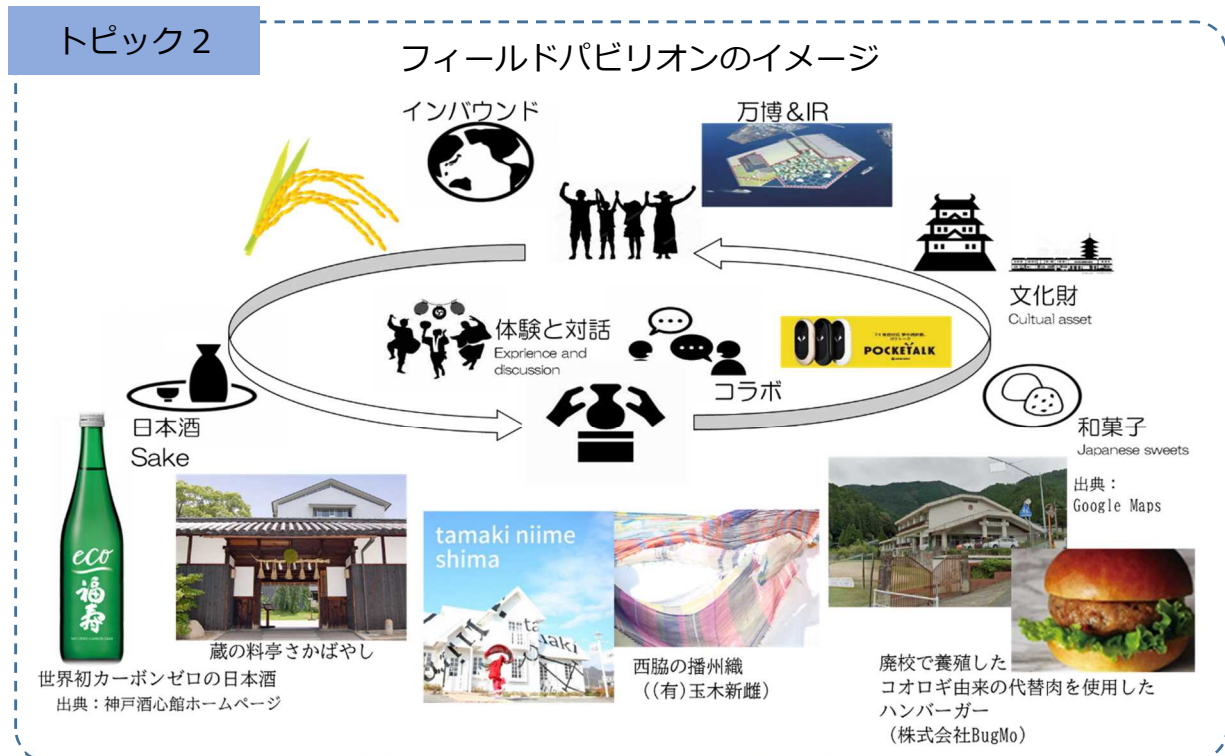 トピック2
フィールドパビリオンのイメージ
インバウンド
万博&IR
文化財
Cultual asset
体験と対話
Exprience and
discussion
コラボ
POCKETALK
日本酒
Sake
和菓子
Japanese sweets
出典：
Google Maps
eco
福寿
tamaki niime
shima
蔵の料亭さかばやし
世界初カーボンゼロの日本酒
出典：神戸酒心館ホームページ
西脇の播州織
（(有)玉木新雌）
廃校で養殖した
コオロギ由来の代替肉を使用した
ハンバーガー
（株式会社BugMo）